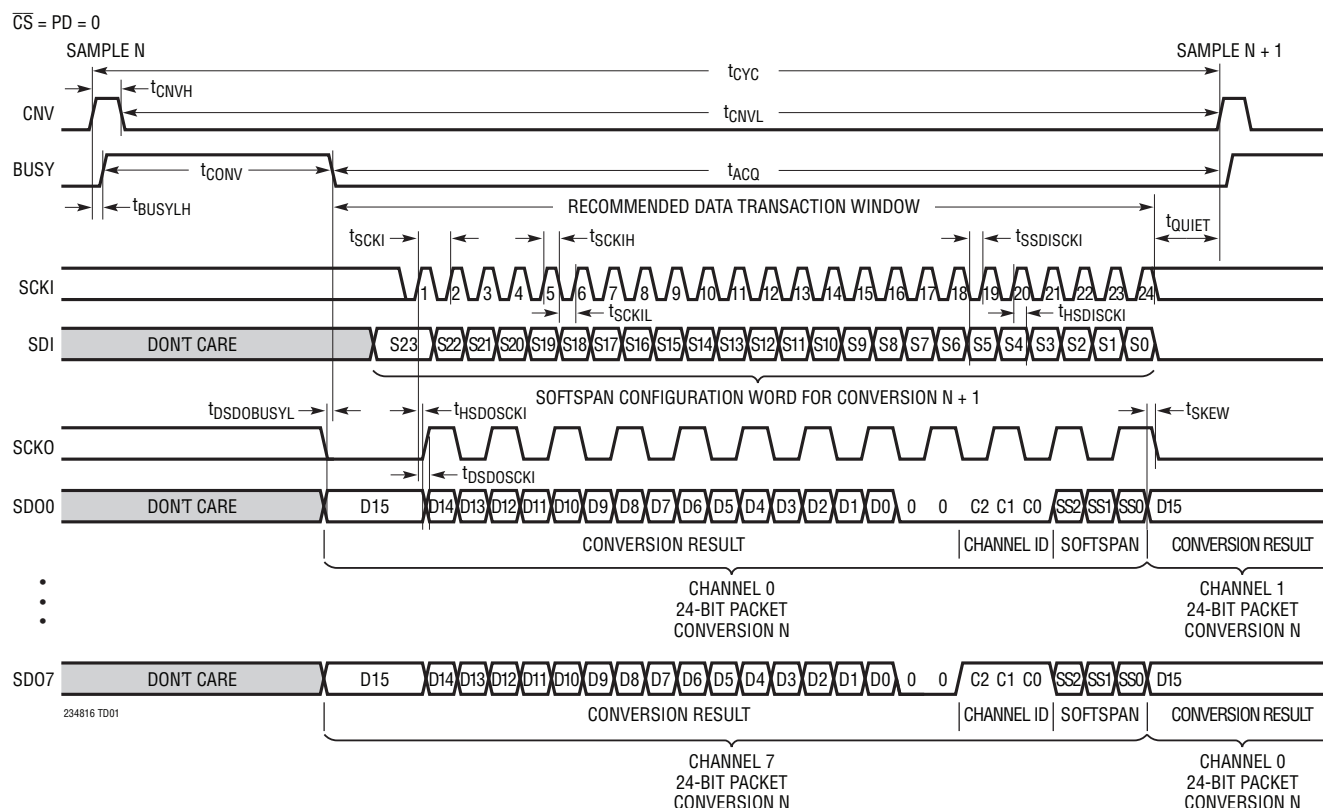 CS = PD = 0
SAMPLE N
SAMPLE N + 1
tCYC
tCNVH
CNV
tCNVL
BUSY
tCONV
tACQ
tBUSYLH
RECOMMENDED DATA TRANSACTION WINDOW
tQUIET
tSCKI
tSCKIH
tSSDISCKI
SCKI
1 2 3 4 5 6 7 8 9 10 11 12 13 14 15 16 17 18 19 20 21 22 23 24
tSCKIL
tHSDISCKI
SDI
DON'T CARE
S23 S22 S21 S20 S19 S18 S17 S16 S15 S14 S13 S12 S11 S10 S9 S8 S7 S6 S5 S4 S3 S2 S1 S0
SOFTSPAN CONFIGURATION WORD FOR CONVERSION N + 1
tDSDOBUSYL
tHSDOSCKI
tSKEW
SCKO
tDSDOSCKI
SDO0
DON'T CARE
D15 D14 D13 D12 D11 D10 D9 D8 D7 D6 D5 D4 D3 D2 D1 D0 0 0 C2 C1 C0 SS2 SS1 SS0 D15
CONVERSION RESULT
CHANNEL ID
SOFTSPAN
CONVERSION RESULT
CHANNEL 0
24-BIT PACKET
CONVERSION N
CHANNEL 1
24-BIT PACKET
CONVERSION N
SDO7
DON'T CARE
D15 D14 D13 D12 D11 D10 D9 D8 D7 D6 D5 D4 D3 D2 D1 D0 0 0 C2 C1 C0 SS2 SS1 SS0 D15
234816 TD01
CONVERSION RESULT
CHANNEL ID
SOFTSPAN
CONVERSION RESULT
CHANNEL 7
24-BIT PACKET
CONVERSION N
CHANNEL 0
24-BIT PACKET
CONVERSION N